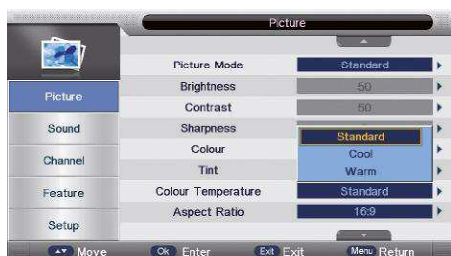 Picture
Picture Mode Standard
Brightness 50
Contrast 50
Sharpness
Colour
Tint
Colour Temperature Standard
Aspect Ratio 16:9
Standard
Cool
Warm
Picture
Sound
Channel
Feature
Setup
Move Ok Enter Exit Exit Menu Return